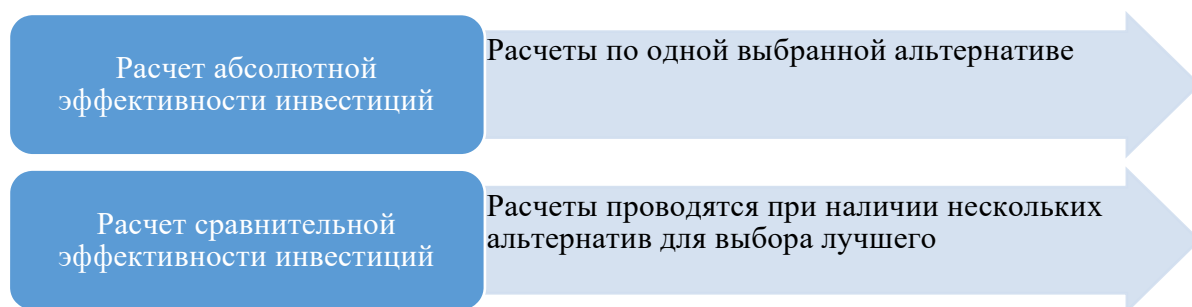 Расчет абсолютной
эффективности инвестиций
Расчеты по одной выбранной альтернативе
Расчет сравнительной
эффективности инвестиций
Расчеты проводятся при наличии нескольких
альтернатив для выбора лучшего